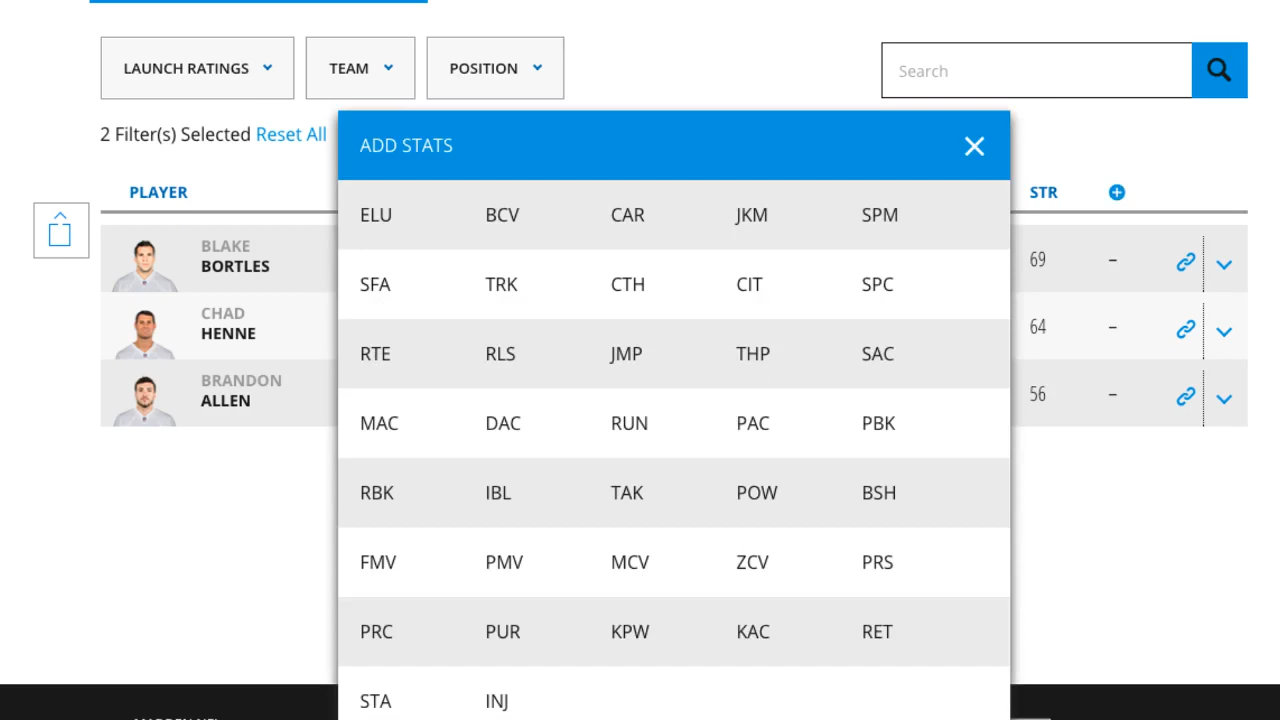 LAUNCH RATINGS TEAM POSITION Search
2 Filter(s) Selected Reset All
ADD STATS
PLAYER STR
ELU BCV CAR JKM SPM
BLAKE
BORTLES 69 –
SFA TRK CTH CIT SPC
CHAD
HENNE 64 –
RTE RLS JMP THP SAC
BRANDON
ALLEN 56 –
MAC DAC RUN PAC PBK
RBK IBL TAK POW BSH
FMV PMV MCV ZCV PRS
PRC PUR KPW KAC RET
STA INJ